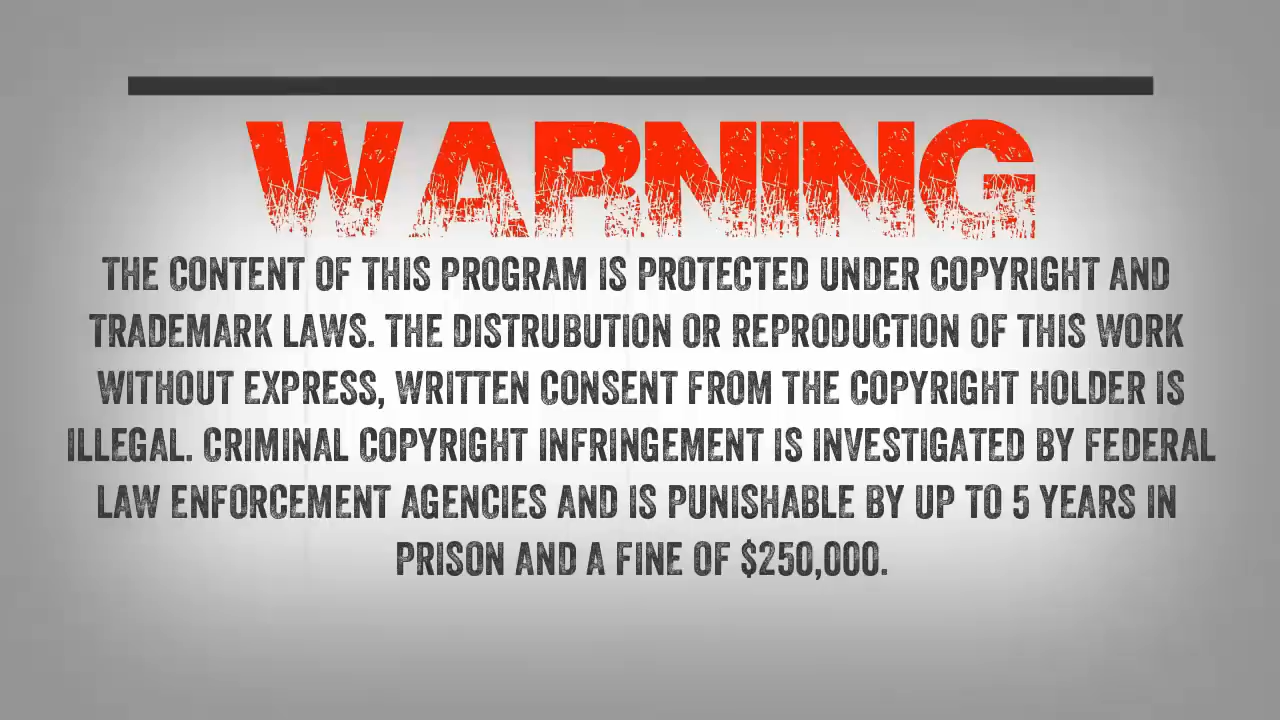 WARNING
THE CONTENT OF THIS PROGRAM IS PROTECTED UNDER COPYRIGHT AND
TRADEMARK LAWS. THE DISTRUBUTION OR REPRODUCTION OF THIS WORK
WITHOUT EXPRESS, WRITTEN CONSENT FROM THE COPYRIGHT HOLDER IS
ILLEGAL. CRIMINAL COPYRIGHT INFRINGEMENT IS INVESTIGATED BY FEDERAL
LAW ENFORCEMENT AGENCIES AND IS PUNISHABLE BY UP TO 5 YEARS IN
PRISON AND A FINE OF $250,000.